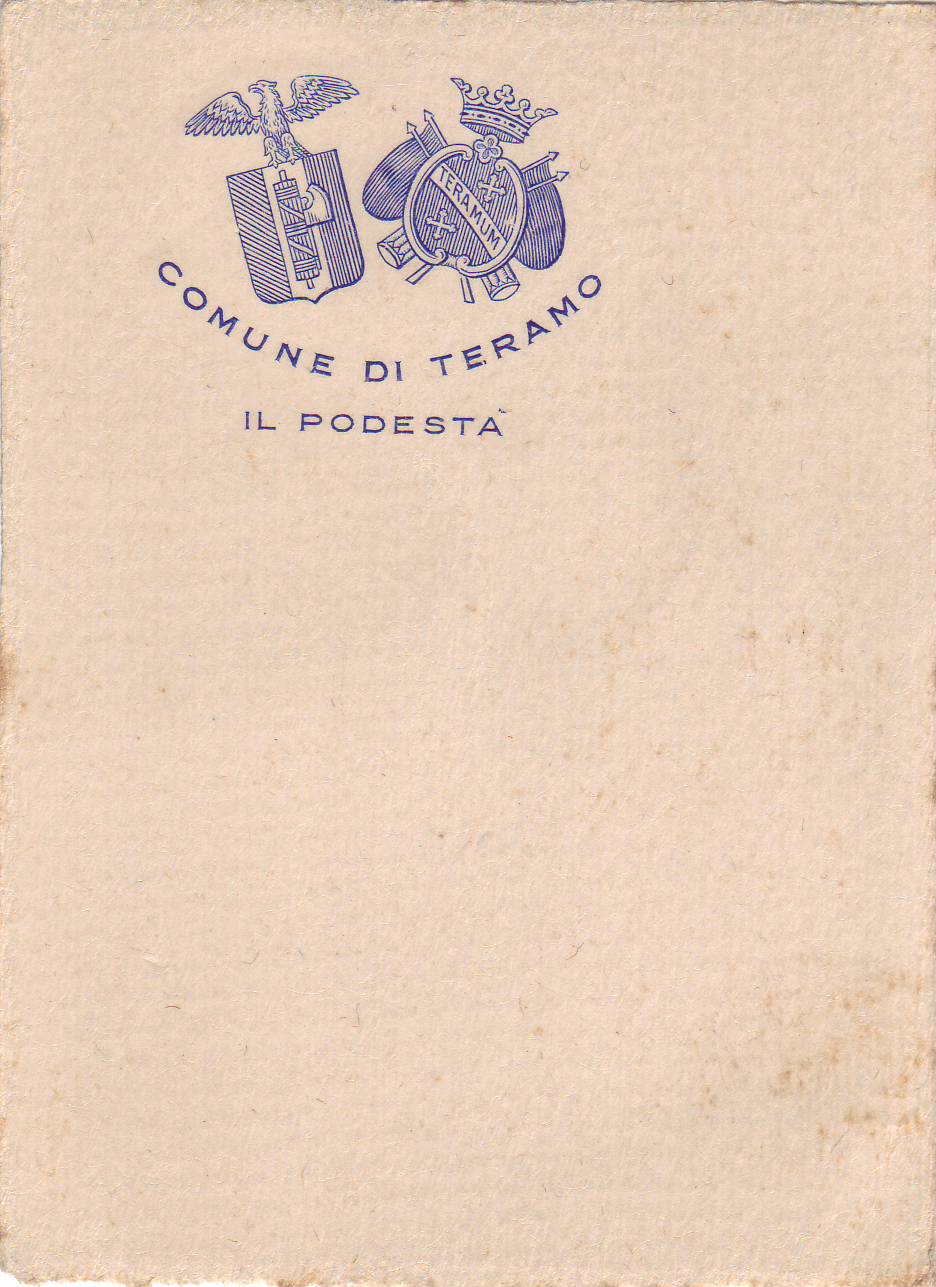 TERAMUM
COMUNE DI TERAMO
IL PODESTÀ